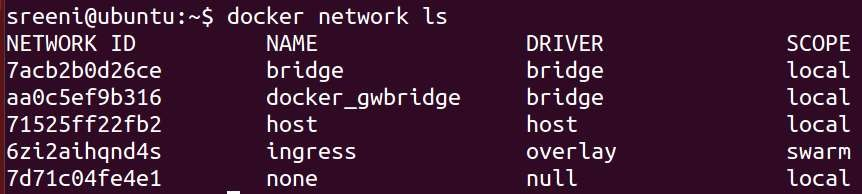 sreeni@ubuntu:~$ docker network ls
NETWORK ID NAME DRIVER SCOPE
7acb2b0d26ce bridge bridge local
aa0c5ef9b316 docker_gwbridge bridge local
71525ff22fb2 host host local
6zi2aihqnd4s ingress overlay swarm
7d71c04fe4e1 none null local